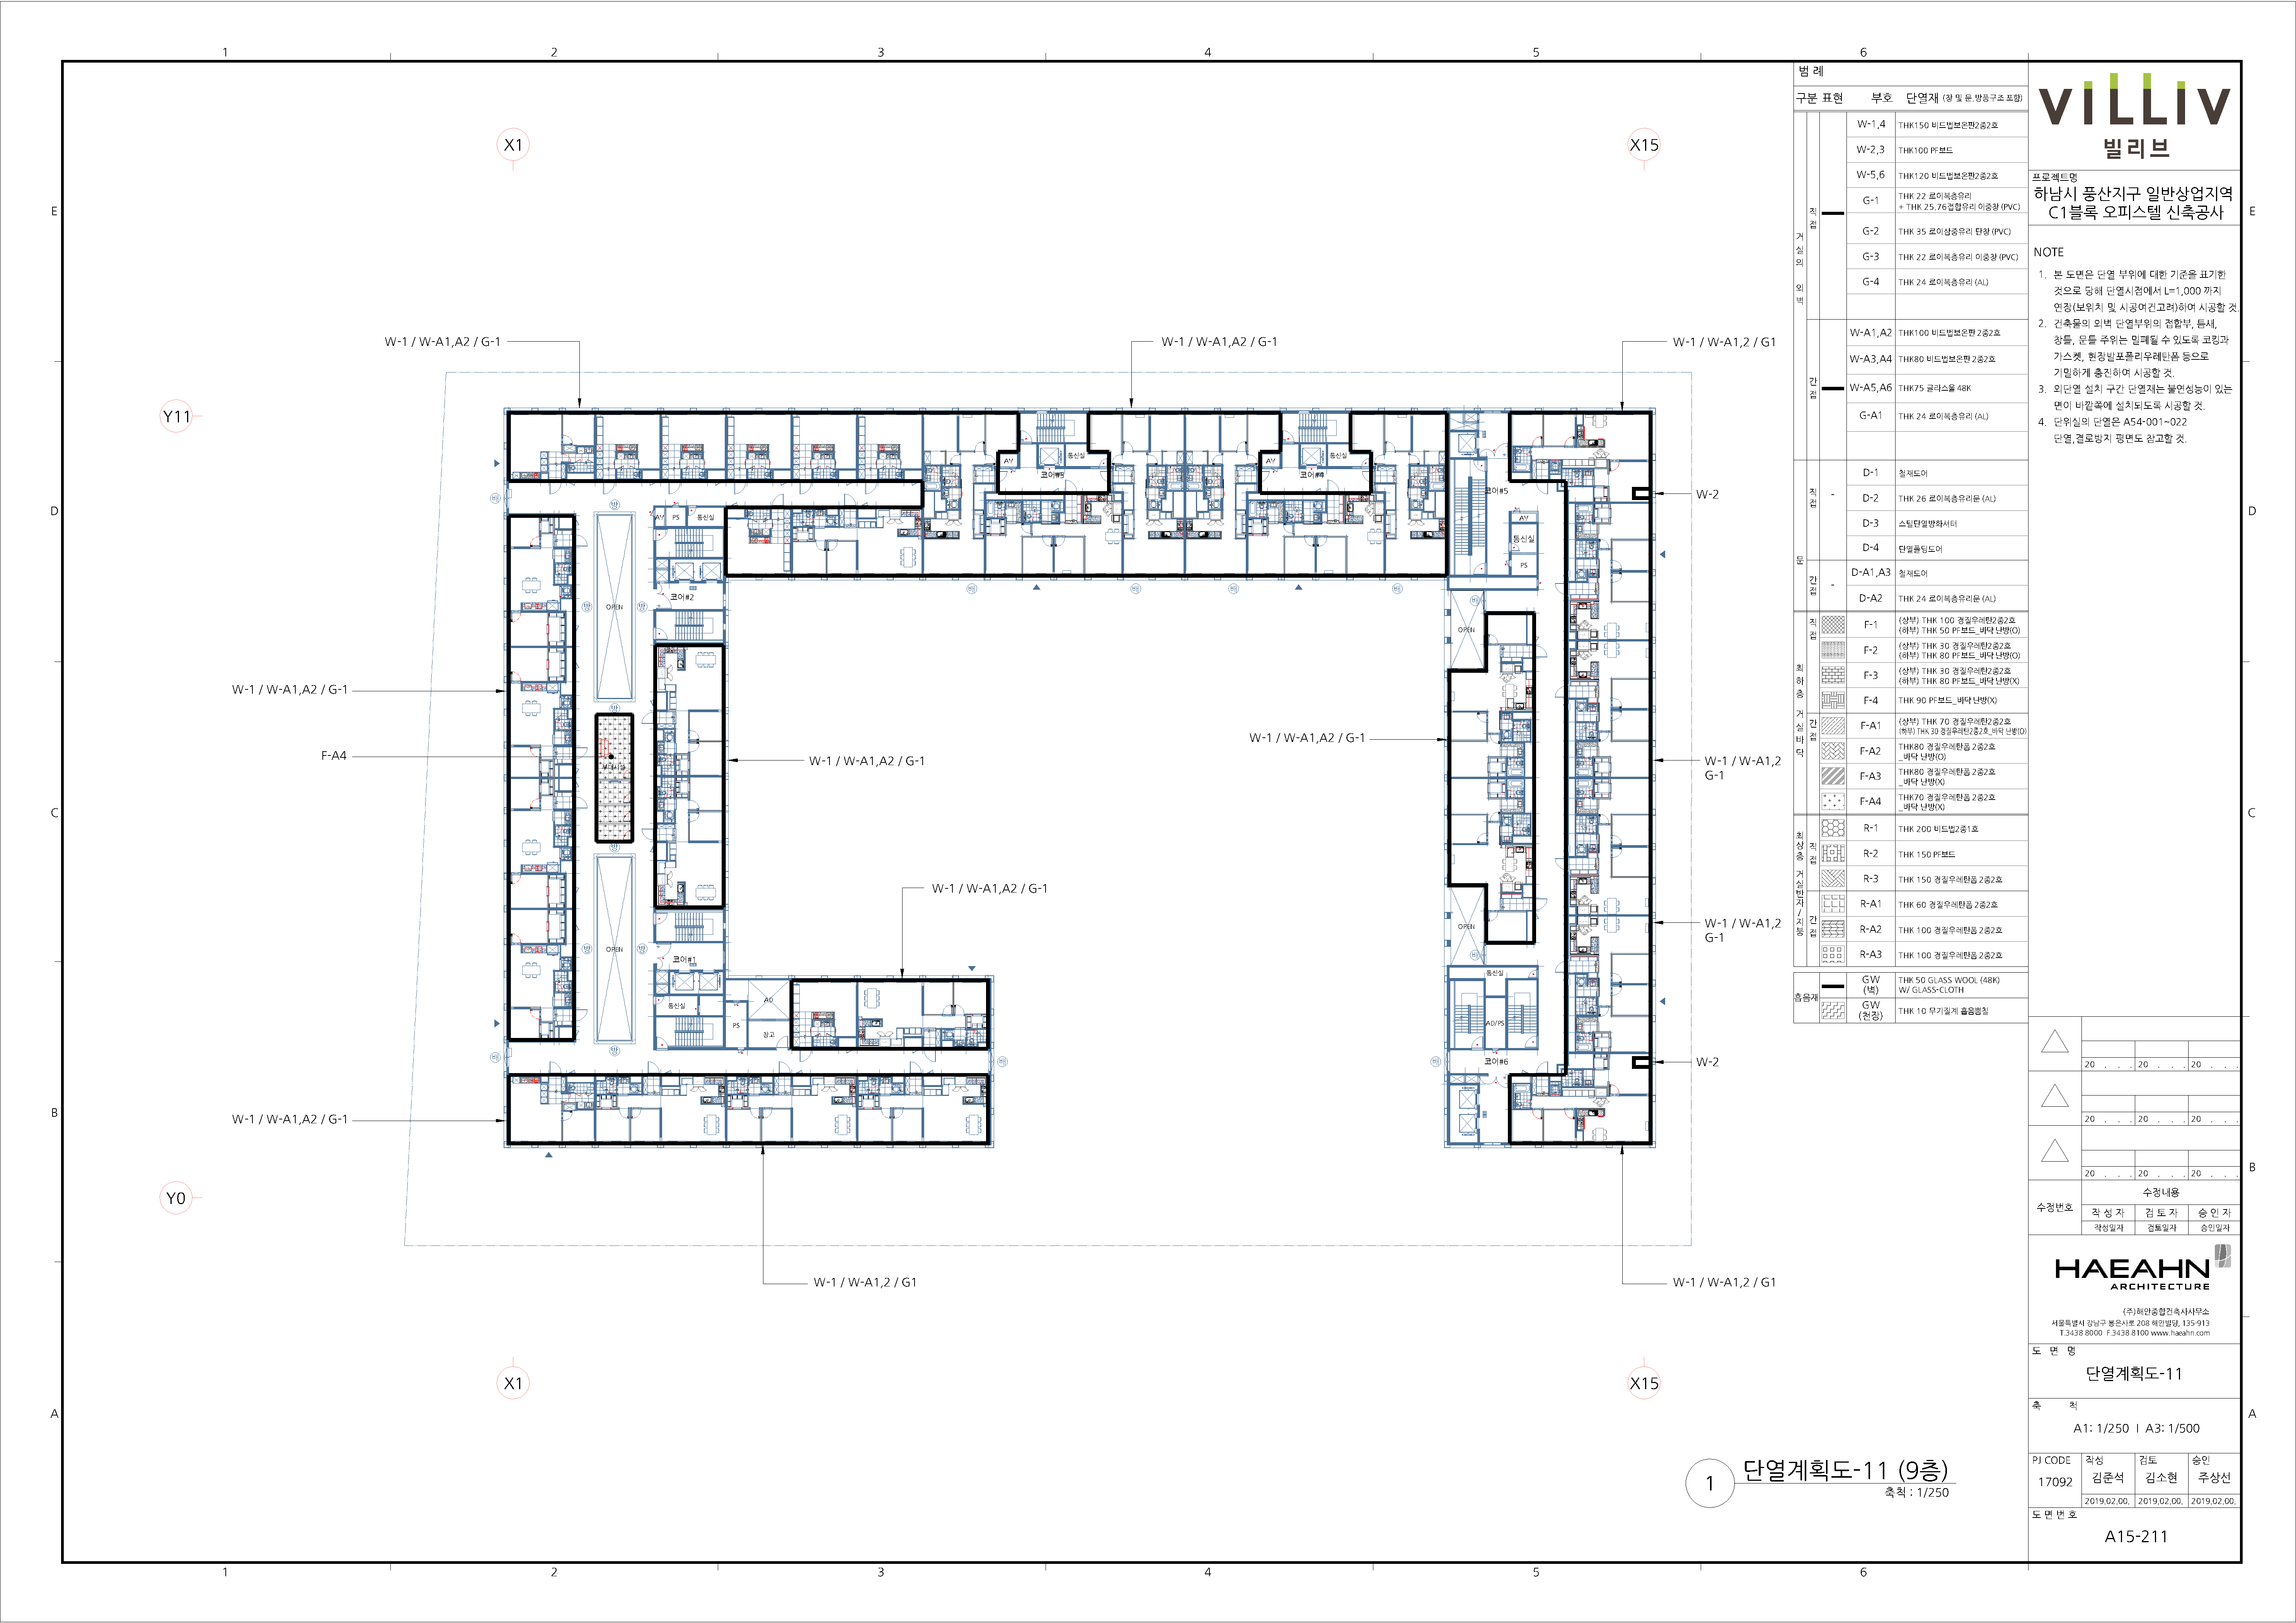 1
2
3
4
5
6
E
D
C
B
A
X1
X15
Y11
Y0
W-1 / W-A1,A2 / G-1
W-1 / W-A1,A2 / G-1
W-1 / W-A1,2 / G1
W-2
코어#3
코어#4
코어#5
AV
통신실
AV
통신실
AV
통신실
PS
AV
PS
통신실
코어#2
OPEN
OPEN
W-1 / W-A1,A2 / G-1
F-A4
W-1 / W-A1,A2 / G-1
W-1 / W-A1,A2 / G-1
W-1 / W-A1,2
G-1
W-1 / W-A1,A2 / G-1
W-1 / W-A1,2
G-1
OPEN
OPEN
코어#1
통신실
AD
PS
창고
통신실
AD/PS
코어#6
W-2
W-1 / W-A1,A2 / G-1
W-1 / W-A1,2 / G1
W-1 / W-A1,2 / G1
X1
X15
1
단열계획도-11 (9층)
축척 : 1/250
범 례
구분 표현 부호 단열재 (창 및 문,방풍구조 포함)
거실의 외벽
직접
W-1,4 THK150 비드법보온판2종2호
W-2,3 THK100 PF보드
W-5,6 THK120 비드법보온판2종2호
G-1 THK 22 로이복층유리
+ THK 25.76접합유리 이중창 (PVC)
G-2 THK 35 로이삼중유리 단창 (PVC)
G-3 THK 22 로이복층유리 이중창 (PVC)
G-4 THK 24 로이복층유리 (AL)
간접
W-A1,A2 THK100 비드법보온판 2종2호
W-A3,A4 THK80 비드법보온판 2종2호
W-A5,A6 THK75 글라스울 48K
G-A1 THK 24 로이복층유리 (AL)
문
직접 -
D-1 철재도어
D-2 THK 26 로이복층유리문 (AL)
D-3 스틸단열방화셔터
D-4 단열폴딩도어
간접 -
D-A1,A3 철재도어
D-A2 THK 24 로이복층유리문 (AL)
최하층 거실바닥
직접
F-1 (상부) THK 100 경질우레탄2종2호
(하부) THK 50 PF보드_바닥 난방(O)
F-2 (상부) THK 30 경질우레탄2종2호
(하부) THK 80 PF보드_바닥 난방(O)
F-3 (상부) THK 30 경질우레탄2종2호
(하부) THK 80 PF보드_바닥 난방(X)
F-4 THK 90 PF보드_바닥 난방(X)
간접
F-A1 (상부) THK 70 경질우레탄2종2호
(하부) THK 30 경질우레탄2종2호_바닥 난방(O)
F-A2 THK80 경질우레탄폼 2종2호
_바닥 난방(O)
F-A3 THK80 경질우레탄폼 2종2호
_바닥 난방(X)
F-A4 THK70 경질우레탄폼 2종2호
_바닥 난방(X)
최상층 거실반자/지붕
직접
R-1 THK 200 비드법2종1호
R-2 THK 150 PF보드
R-3 THK 150 경질우레탄폼 2종2호
간접
R-A1 THK 60 경질우레탄폼 2종2호
R-A2 THK 100 경질우레탄폼 2종2호
R-A3 THK 100 경질우레탄폼 2종2호
흡음재
GW (벽) THK 50 GLASS WOOL (48K)
W/ GLASS-CLOTH
GW (천장) THK 10 무기질계 흡음뿜칠
VILLIV
빌리브
프로젝트명
하남시 풍산지구 일반상업지역
C1블록 오피스텔 신축공사
NOTE
1. 본 도면은 단열 부위에 대한 기준을 표기한
것으로 당해 단열시점에서 L=1,000 까지
연장(보위치 및 시공여건고려)하여 시공할 것.
2. 건축물의 외벽 단열부위의 접합부, 틈새,
창틀, 문틀 주위는 밀폐될 수 있도록 코킹과
가스켓, 현장발포폴리우레탄폼 등으로
기밀하게 충진하여 시공할 것.
3. 외단열 설치 구간 단열재는 불연성능이 있는
면이 바깥쪽에 설치되도록 시공할 것.
4. 단위실의 단열은 A54-001~022
단열,결로방지 평면도 참고할 것.
20 . . . 20 . . . 20 . . .
20 . . . 20 . . . 20 . . .
20 . . . 20 . . . 20 . . .
수정번호
수정내용
작 성 자 검 토 자 승 인 자
작성일자 검토일자 승인일자
HAEAHN
ARCHITECTURE
(주)해안종합건축사사무소
서울특별시 강남구 봉은사로 208 해안빌딩, 135-913
T.3438 8000 F.3438 8100 www.haeahn.com
도 면 명
단열계획도-11
축 척
A1: 1/250 I A3: 1/500
PJ CODE 작성 검토 승인
17092 김준석 김소현 주상선
2019.02.00. 2019.02.00. 2019.02.00.
도 면 번 호
A15-211
E
D
C
B
B
A
1
2
3
4
5
6